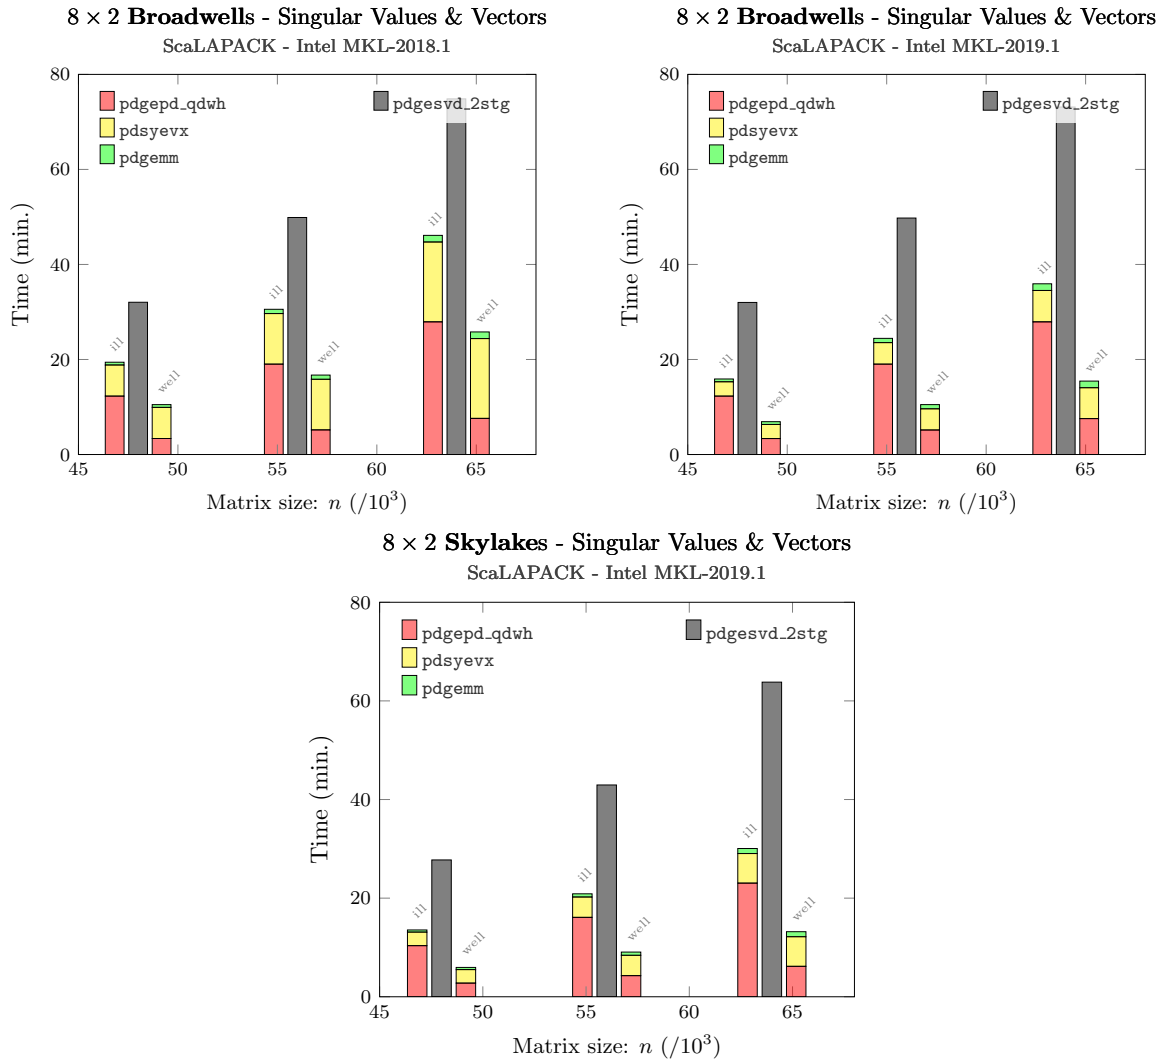 8 × 2 Broadwells - Singular Values & Vectors
ScaLAPACK - Intel MKL-2018.1
80
60
40
20
0
Time (min.)
pdgepd_qdwh
pdsyevx
pdgemm
pdgesvd_2stg
ill
well
ill
well
ill
well
45 50 55 60 65
Matrix size: n (/10³)
8 × 2 Broadwells - Singular Values & Vectors
ScaLAPACK - Intel MKL-2019.1
80
60
40
20
0
Time (min.)
pdgepd_qdwh
pdsyevx
pdgemm
pdgesvd_2stg
ill
well
ill
well
ill
well
45 50 55 60 65
Matrix size: n (/10³)
8 × 2 Skylakes - Singular Values & Vectors
ScaLAPACK - Intel MKL-2019.1
80
60
40
20
0
Time (min.)
pdgepd_qdwh
pdsyevx
pdgemm
pdgesvd_2stg
ill
well
ill
well
ill
well
45 50 55 60 65
Matrix size: n (/10³)